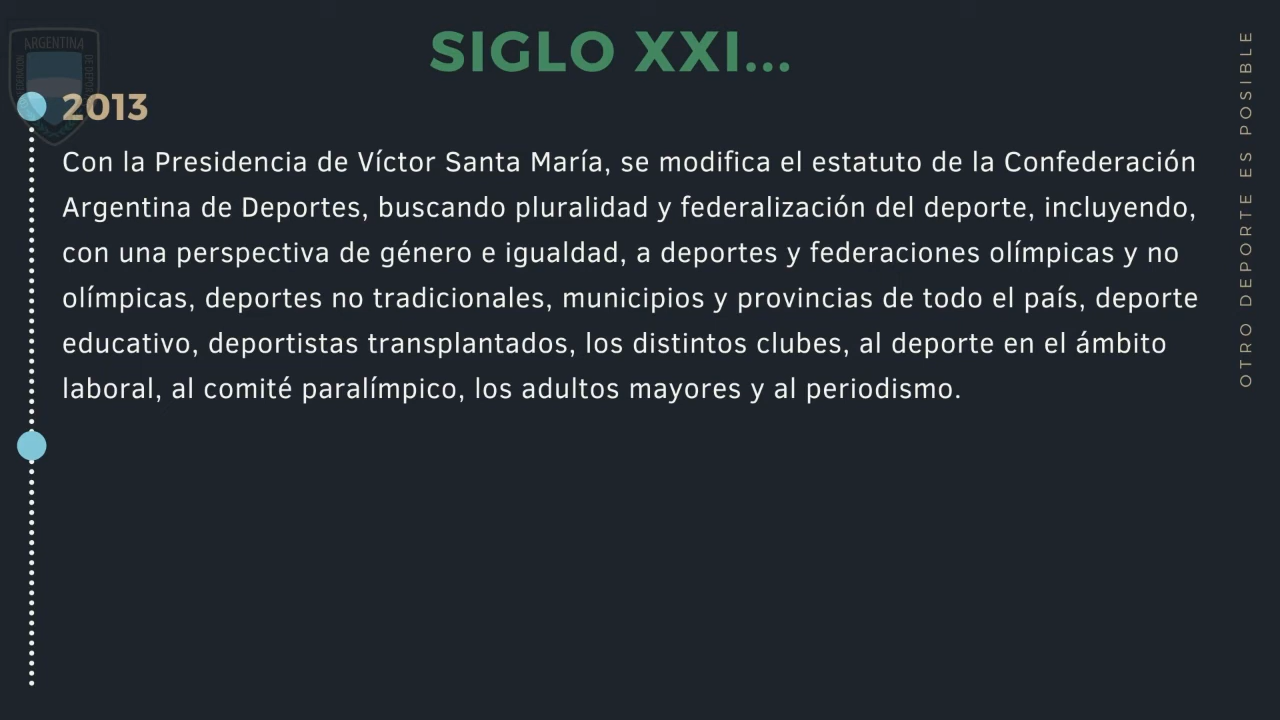 SIGLO XXI...
ARGENTINA
2013
Con la Presidencia de Víctor Santa María, se modifica el estatuto de la Confederación
Argentina de Deportes, buscando pluralidad y federalización del deporte, incluyendo,
con una perspectiva de género e igualdad, a deportes y federaciones olímpicas y no
olímpicas, deportes no tradicionales, municipios y provincias de todo el país, deporte
educativo, deportistas transplantados, los distintos clubes, al deporte en el ámbito
laboral, al comité paralímpico, los adultos mayores y al periodismo.
OTRO DEPORTE ES POSIBLE